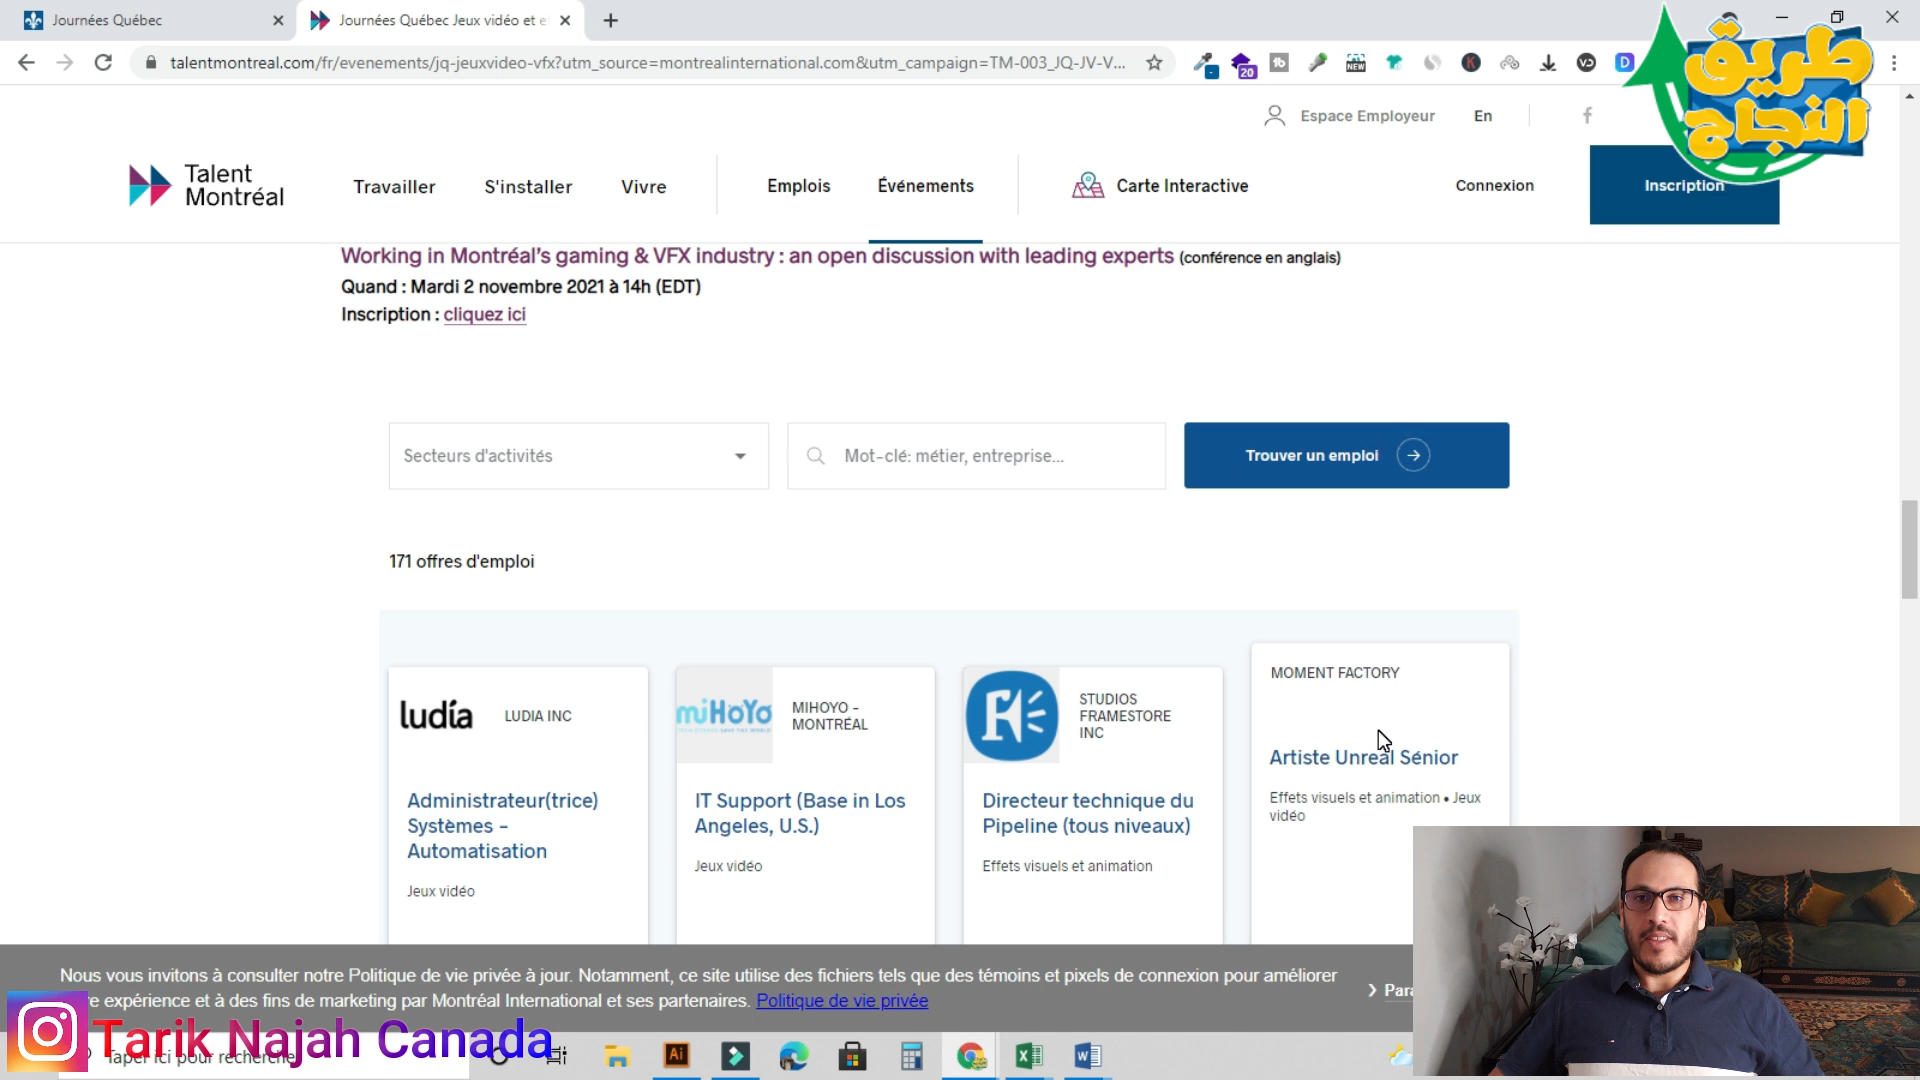 Journées Québec
Journées Québec Jeux vidéo et e
talentmontreal.com/fr/evenements/jq-jeuxvideo-vfx?utm_source=montrealinternational.com&utm_campaign=TM-003_JQ-JV-V...
20
NEW
طريق
النجاح
Espace Employeur
En
Talent
Montréal
Travailler
S'installer
Vivre
Emplois
Événements
Carte Interactive
Connexion
Inscription
Working in Montréal's gaming & VFX industry : an open discussion with leading experts (conférence en anglais)
Quand : Mardi 2 novembre 2021 à 14h (EDT)
Inscription : cliquez ici
Secteurs d'activités
Mot-clé: métier, entreprise...
Trouver un emploi
171 offres d'emploi
ludia
LUDIA INC
Administrateur(trice)
Systèmes -
Automatisation
Jeux vidéo
miHoYo
MIHOYO -
MONTRÉAL
IT Support (Base in Los
Angeles, U.S.)
Jeux vidéo
STUDIOS
FRAMESTORE
INC
Directeur technique du
Pipeline (tous niveaux)
Effets visuels et animation
MOMENT FACTORY
Artiste Unreal Sénior
Effets visuels et animation • Jeux
vidéo
Nous vous invitons à consulter notre Politique de vie privée à jour. Notamment, ce site utilise des fichiers tels que des témoins et pixels de connexion pour améliorer
re expérience et à des fins de marketing par Montréal International et ses partenaires. Politique de vie privée
Para
Tarik Najah Canada
Taper ici pour recherche
Ai